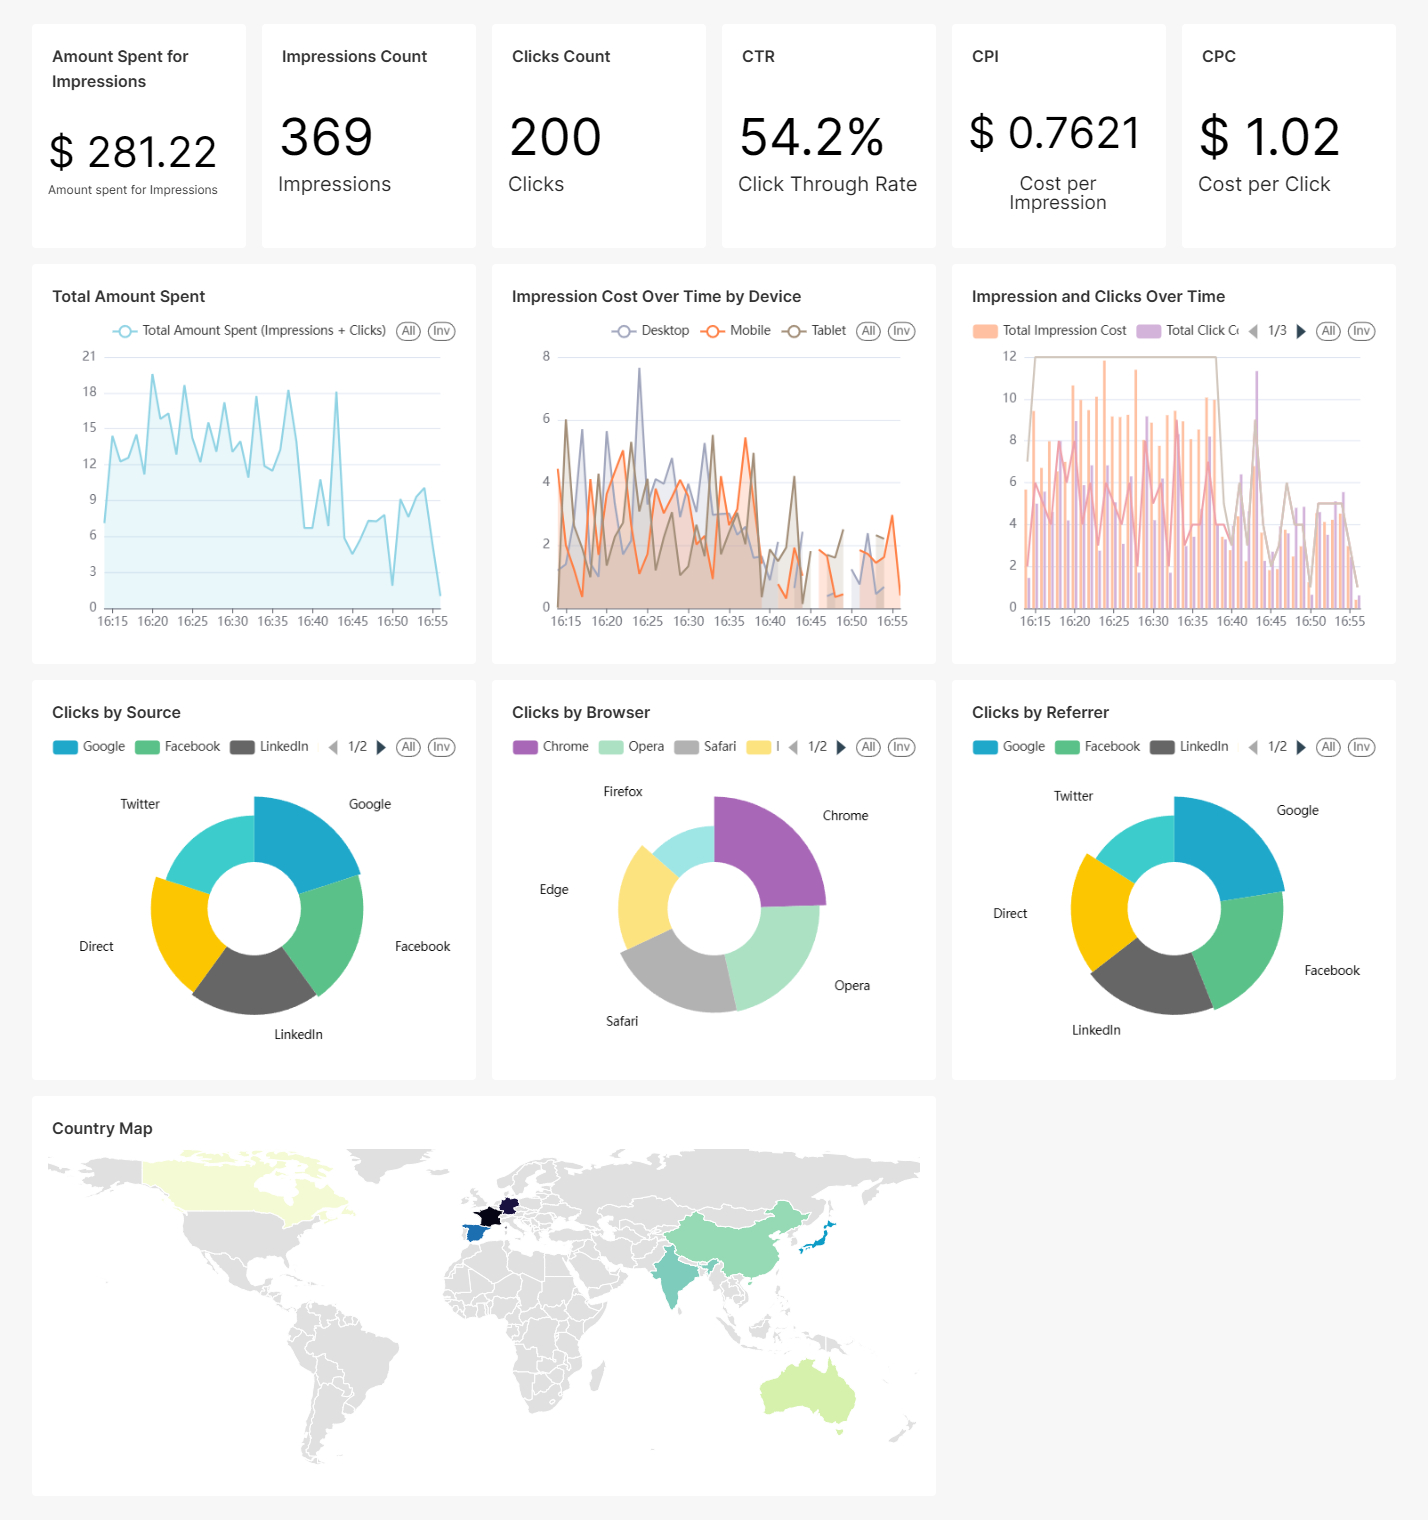 Amount Spent for
Impressions
$ 281.22
Amount spent for Impressions
Impressions Count
369
Impressions
Clicks Count
200
Clicks
CTR
54.2%
Click Through Rate
CPI
$ 0.7621
Cost per
Impression
CPC
$ 1.02
Cost per Click
Total Amount Spent
Total Amount Spent (Impressions + Clicks) All Inv
21
18
15
12
9
6
3
0
16:15 16:20 16:25 16:30 16:35 16:40 16:45 16:50 16:55
Impression Cost Over Time by Device
Desktop Mobile Tablet All Inv
8
6
4
2
0
16:15 16:20 16:25 16:30 16:35 16:40 16:45 16:50 16:55
Impression and Clicks Over Time
Total Impression Cost Total Click 1/3 All Inv
12
10
8
6
4
2
0
16:15 16:20 16:25 16:30 16:35 16:40 16:45 16:50 16:55
Clicks by Source
Google Facebook LinkedIn 1/2 All Inv
Twitter
Google
Direct
Facebook
LinkedIn
Clicks by Browser
Chrome Opera Safari 1/2 All Inv
Firefox
Chrome
Edge
Opera
Safari
Clicks by Referrer
Google Facebook LinkedIn 1/2 All Inv
Twitter
Google
Direct
Facebook
LinkedIn
Country Map